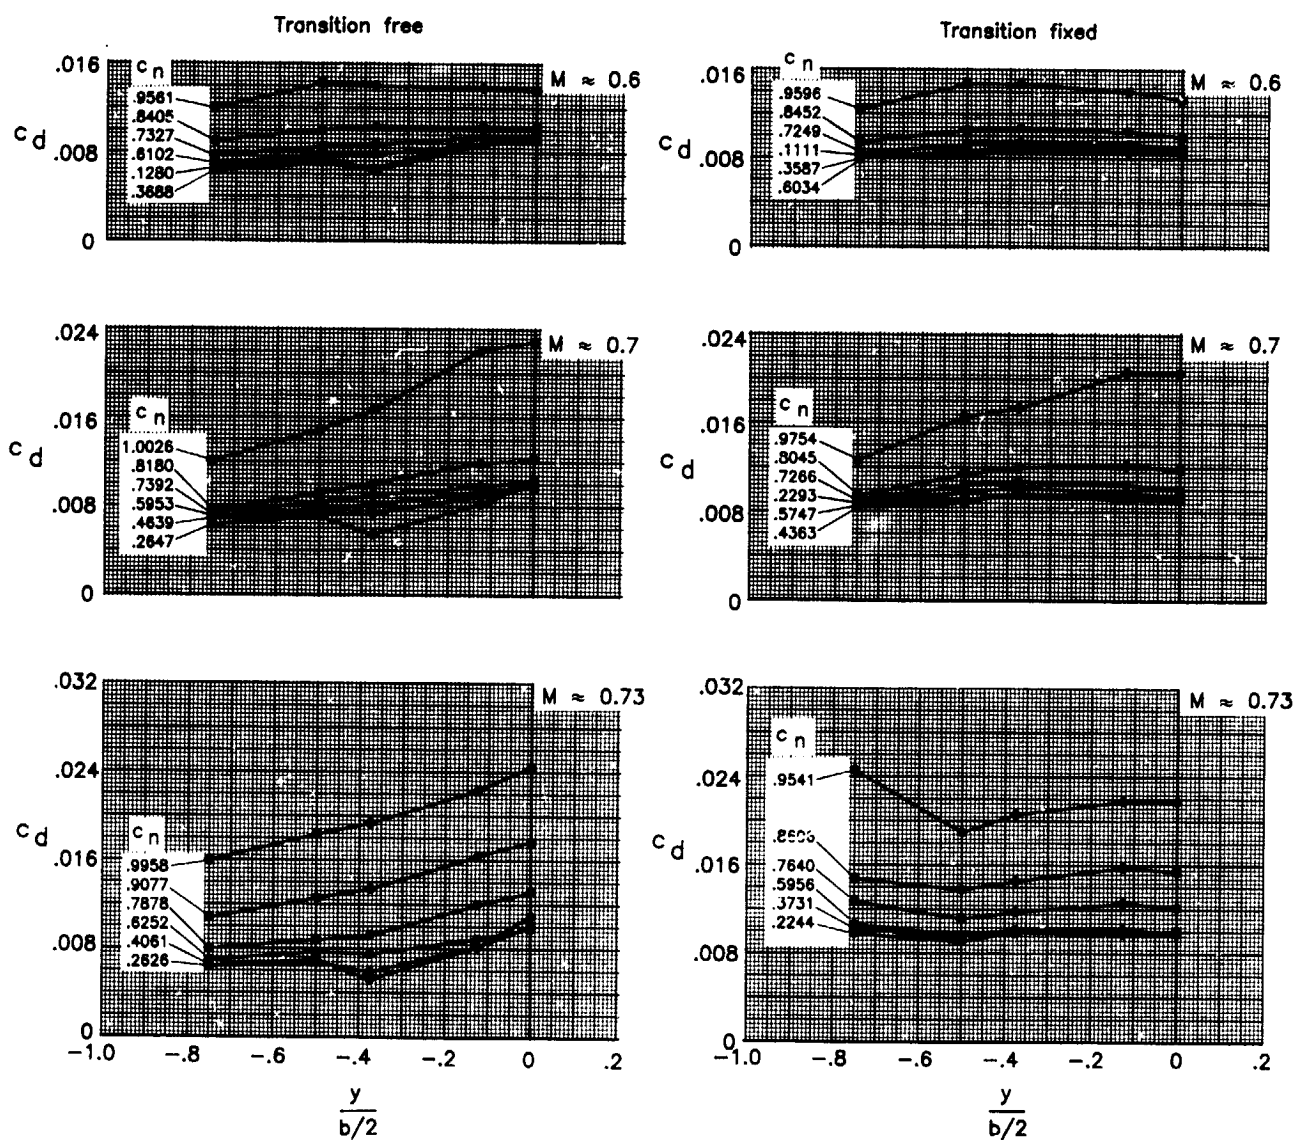 Transition free
Transition fixed
.016
c n
M ≈ 0.6
.9561
.8405
.7327
.6102
.1280
.3688
c d
.008
0
.016
c n
M ≈ 0.6
.9596
.8452
.7249
.1111
.3587
.6034
c d
.008
0
.024
M ≈ 0.7
.016
c n
1.0026
.8180
.7392
.5953
.4639
.2647
c d
.008
0
.024
M ≈ 0.7
c n
.016
.9754
.8045
.7266
.2293
.5747
.4363
c d
.008
0
.032
M ≈ 0.73
.024
c n
c d
.016
.9958
.9077
.7878
.6252
.4061
.2626
.008
0
-1.0 -.8 -.6 -.4 -.2 0 .2
y
b/2
.032
M ≈ 0.73
c n
.024
.9541
c d
.016
.7640
.5956
.3731
.2244
.008
0
-1.0 -.8 -.6 -.4 -.2 0 .2
y
b/2